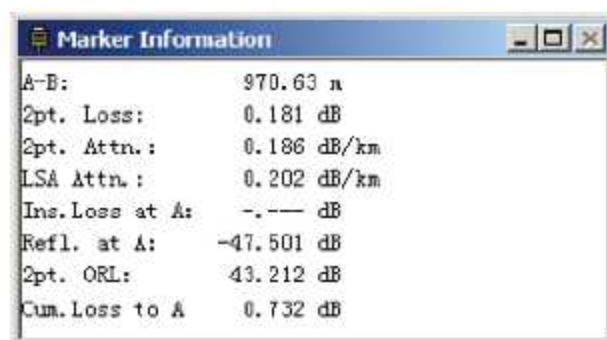 Marker Information
A-B: 970.63 m
2pt. Loss: 0.181 dB
2pt. Attn.: 0.186 dB/km
LSA Attn.: 0.202 dB/km
Ins.Loss at A: -.--- dB
Refl. at A: -47.501 dB
2pt. ORL: 43.212 dB
Cum.Loss to A 0.732 dB